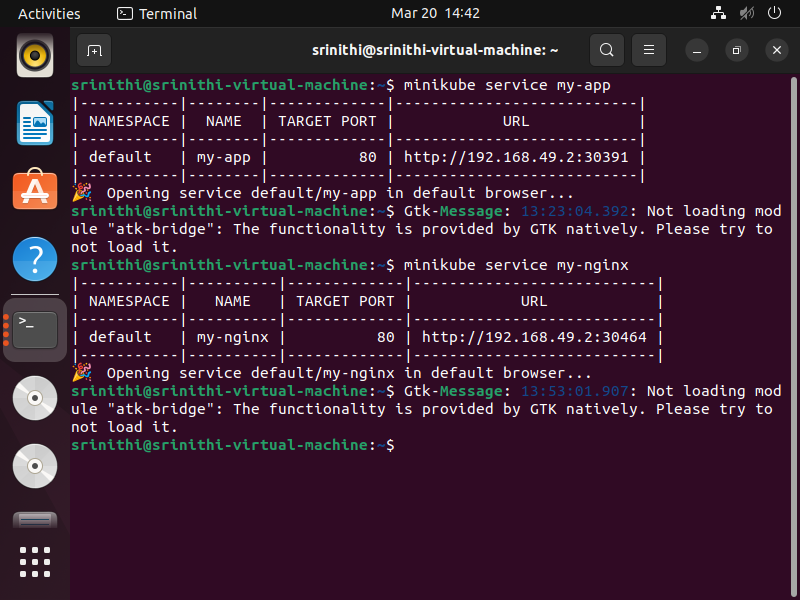 Activities Terminal Mar 20 14:42
srinithi@srinithi-virtual-machine: ~
srinithi@srinithi-virtual-machine:~$ minikube service my-app
|-----------|--------|-------------|---------------------------|
| NAMESPACE |  NAME  | TARGET PORT |            URL            |
|-----------|--------|-------------|---------------------------|
| default   | my-app |          80 | http://192.168.49.2:30391 |
|-----------|--------|-------------|---------------------------|
🎉  Opening service default/my-app in default browser...
srinithi@srinithi-virtual-machine:~$ Gtk-Message: 13:23:04.392: Not loading mod
ule "atk-bridge": The functionality is provided by GTK natively. Please try to
not load it.
srinithi@srinithi-virtual-machine:~$ minikube service my-nginx
|-----------|----------|-------------|---------------------------|
| NAMESPACE |   NAME   | TARGET PORT |            URL            |
|-----------|----------|-------------|---------------------------|
| default   | my-nginx |          80 | http://192.168.49.2:30464 |
|-----------|----------|-------------|---------------------------|
🎉  Opening service default/my-nginx in default browser...
srinithi@srinithi-virtual-machine:~$ Gtk-Message: 13:53:01.907: Not loading mod
ule "atk-bridge": The functionality is provided by GTK natively. Please try to
not load it.
srinithi@srinithi-virtual-machine:~$